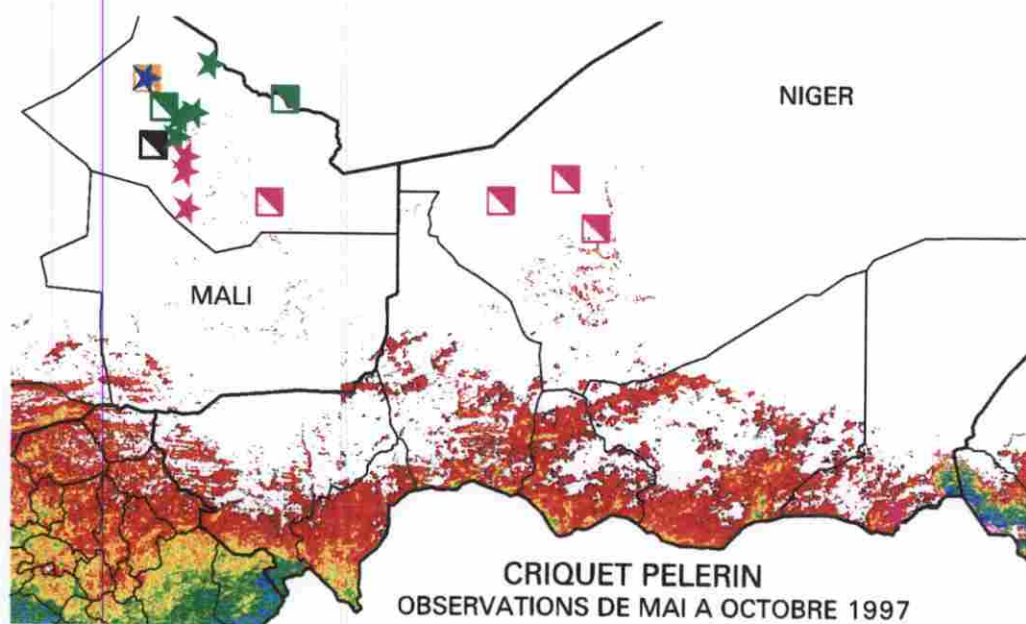 NIGER
MALI
CRIQUET PELERIN
OBSERVATIONS DE MAI A OCTOBRE 1997